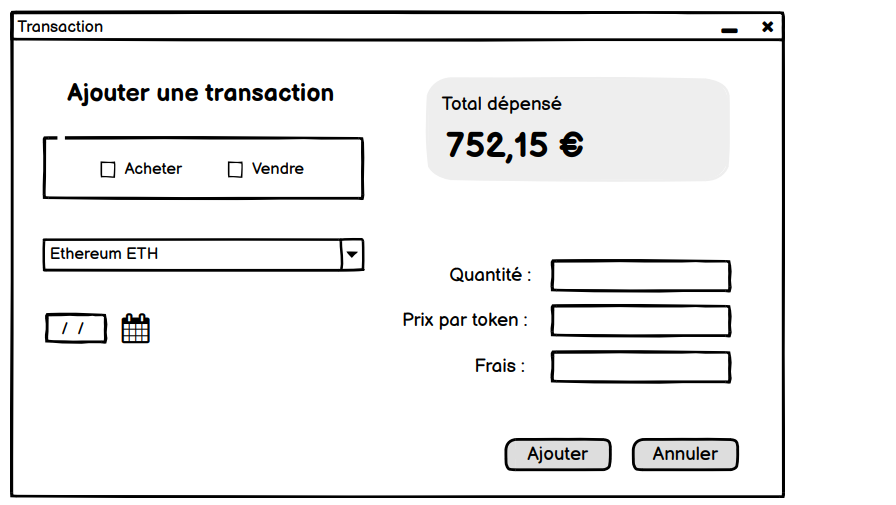 Transaction
Ajouter une transaction
Acheter
Vendre
Ethereum ETH
/ /
Total dépensé
752,15 €
Quantité :
Prix par token :
Frais :
Ajouter
Annuler